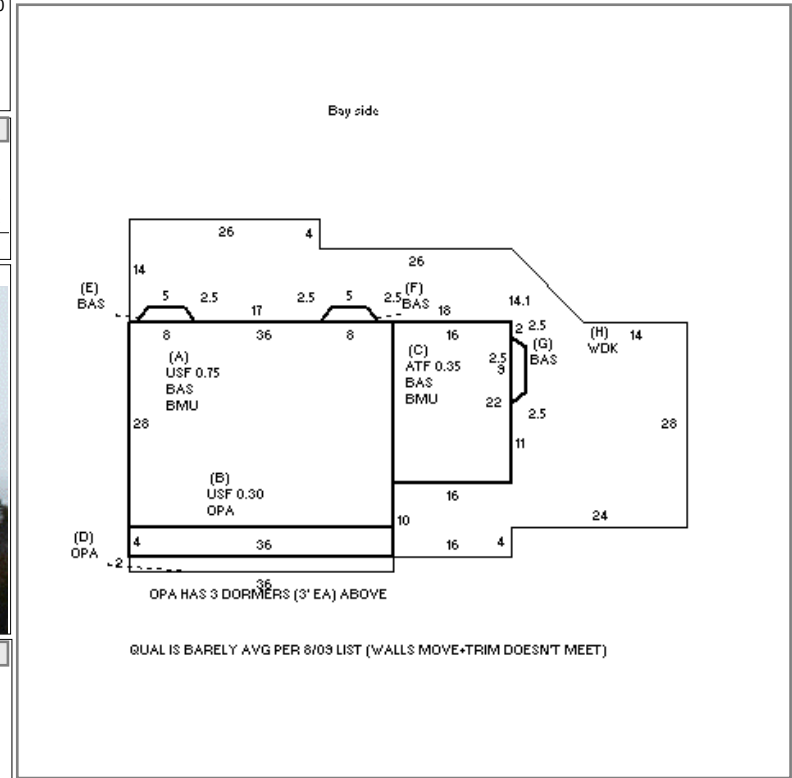 Bay side
26
4
26
14
(E)
BAS
5
2.5
17
2.5
5
2.5
(F)
BAS
18
14.1
8
36
8
16
2
2.5
(G)
BAS
(H)
WDK
14
(A)
USF 0.75
BAS
BMU
(C)
ATF 0.35
BAS
BMU
2.5
9
22
2.5
28
11
28
(B)
USF 0.30
OPA
16
10
24
(D)
OPA
4
36
16
4
2
36
OPA HAS 3 DORMERS (3' EA) ABOVE
QUAL IS BARELY AVG PER 8/09 LIST (WALLS MOVE+TRIM DOESN'T MEET)